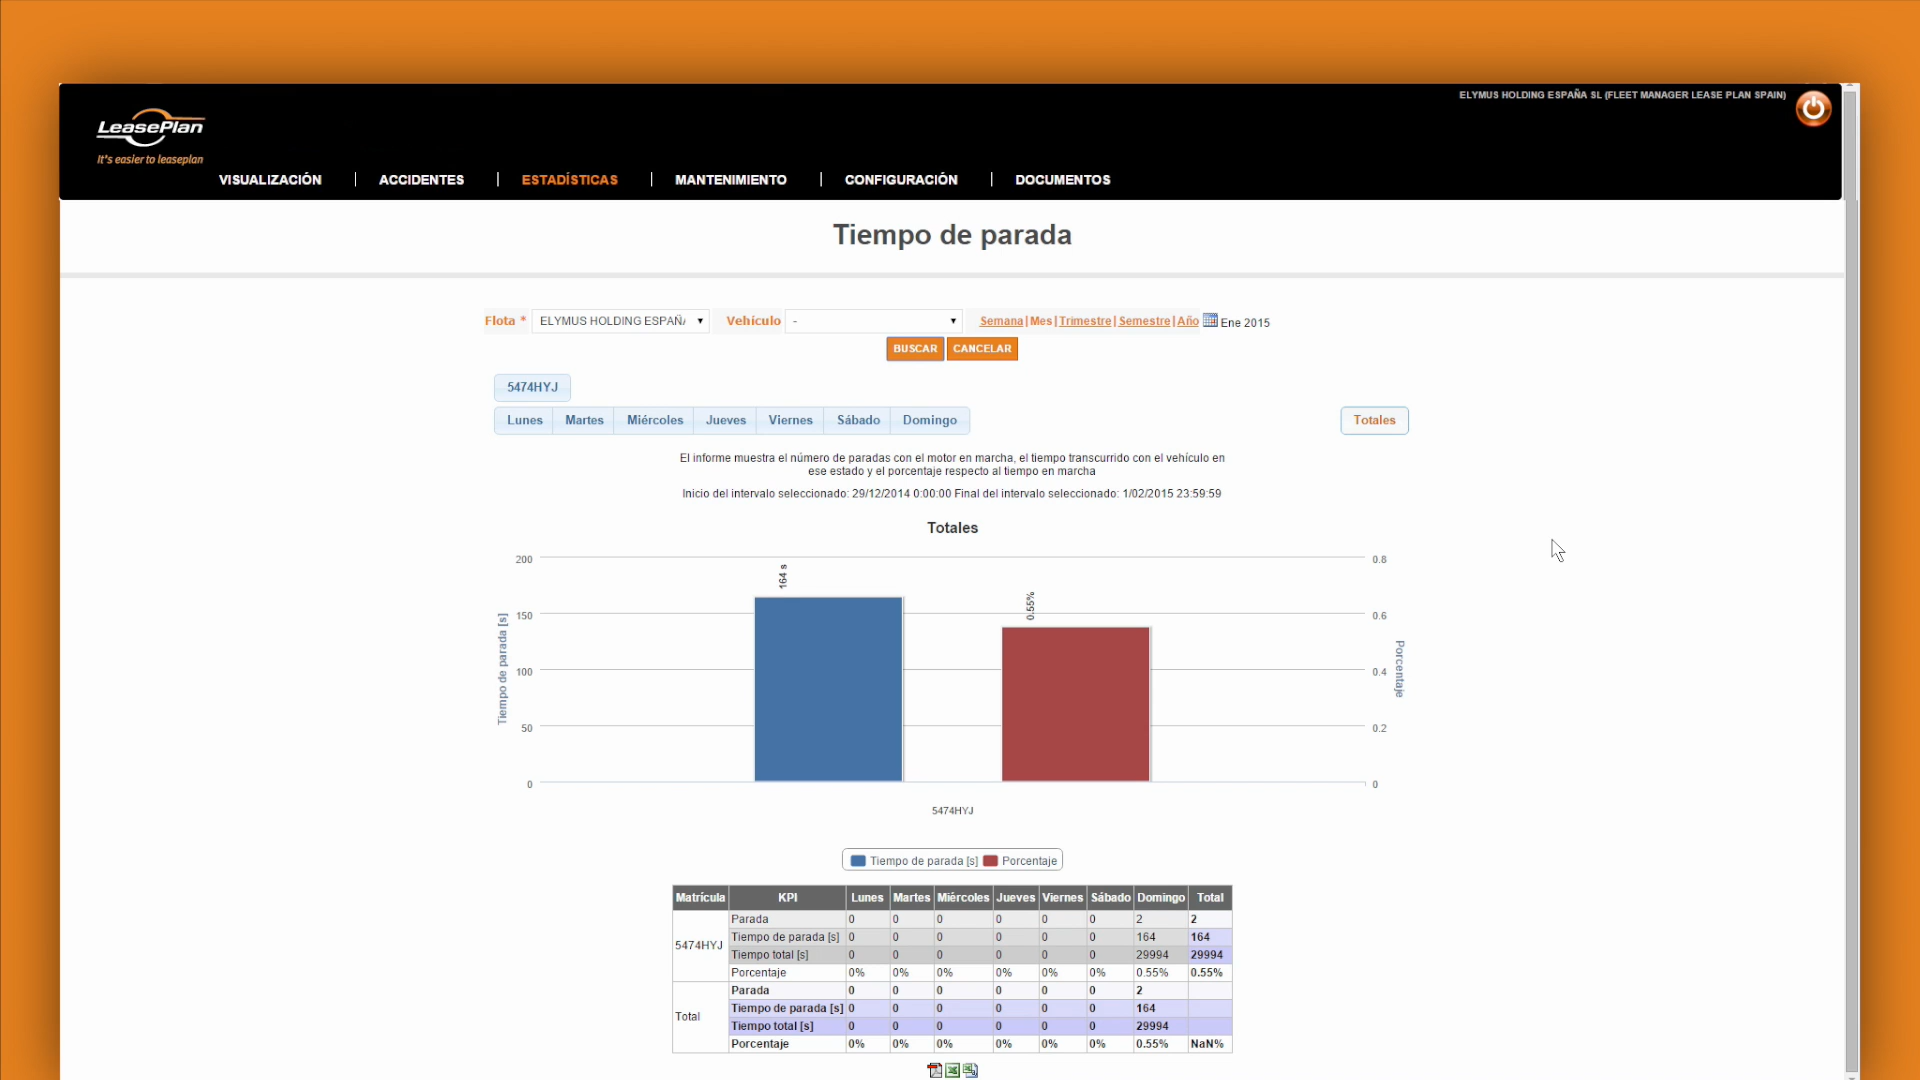 ELYMUS HOLDING ESPAÑA SL (FLEET MANAGER LEASE PLAN SPAIN)
LeasePlan
It's easier to leaseplan
VISUALIZACIÓN | ACCIDENTES | ESTADÍSTICAS | MANTENIMIENTO | CONFIGURACIÓN | DOCUMENTOS
Tiempo de parada
Flota * ELYMUS HOLDING ESPAÑA Vehículo - Semana | Mes | Trimestre | Semestre | Año Ene 2015
BUSCAR CANCELAR
5474HYJ
Lunes Martes Miércoles Jueves Viernes Sábado Domingo Totales
El informe muestra el número de paradas con el motor en marcha, el tiempo transcurrido con el vehículo en
ese estado y el porcentaje respecto al tiempo en marcha
Inicio del intervalo seleccionado: 29/12/2014 0:00:00 Final del intervalo seleccionado: 1/02/2015 23:59:59
Totales
200 0.8
164 s
0.55%
150 0.6
100 0.4
50 0.2
0 0
Tiempo de parada [s]
Porcentaje
5474HYJ
Tiempo de parada [s] Porcentaje
Matrícula KPI Lunes Martes Miércoles Jueves Viernes Sábado Domingo Total
Parada 0 0 0 0 0 0 2 2
5474HYJ
Tiempo de parada [s] 0 0 0 0 0 0 164 164
Tiempo total [s] 0 0 0 0 0 0 29994 29994
Porcentaje 0% 0% 0% 0% 0% 0% 0.55% 0.55%
Parada 0 0 0 0 0 0 2
Total
Tiempo de parada [s] 0 0 0 0 0 0 164
Tiempo total [s] 0 0 0 0 0 0 29994
Porcentaje 0% 0% 0% 0% 0% 0% 0.55% NaN%